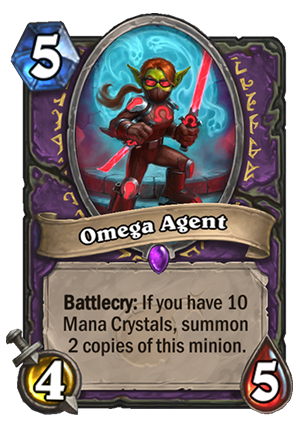 5
Omega Agent
Battlecry: If you have 10
Mana Crystals, summon
2 copies of this minion.
4
5